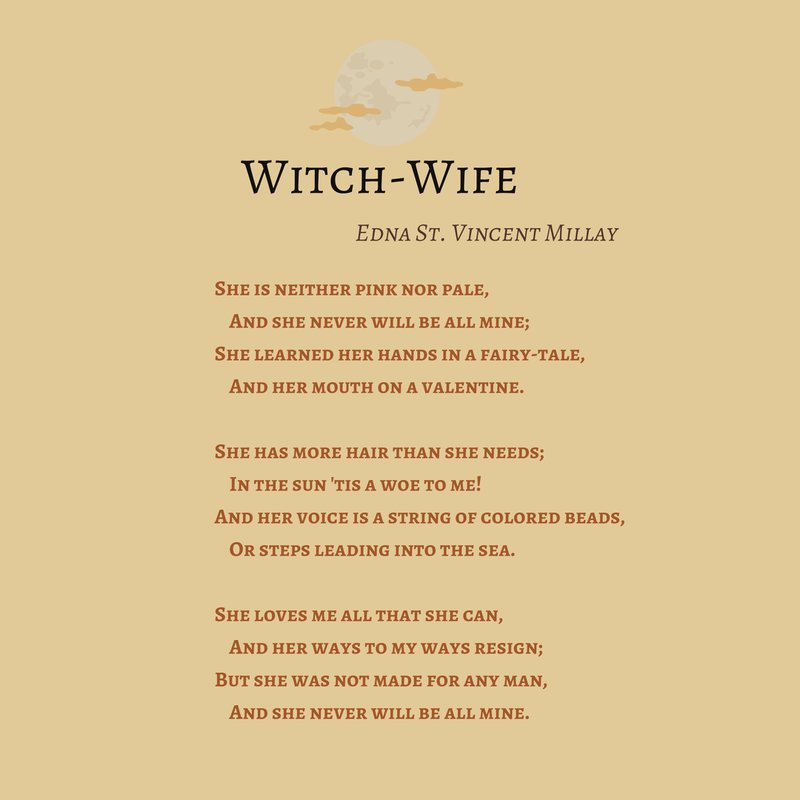 Witch-Wife
Edna St. Vincent Millay
She is neither pink nor pale,
And she never will be all mine;
She learned her hands in a fairy-tale,
And her mouth on a valentine.
She has more hair than she needs;
In the sun 'tis a woe to me!
And her voice is a string of colored beads,
Or steps leading into the sea.
She loves me all that she can,
And her ways to my ways resign;
But she was not made for any man,
And she never will be all mine.